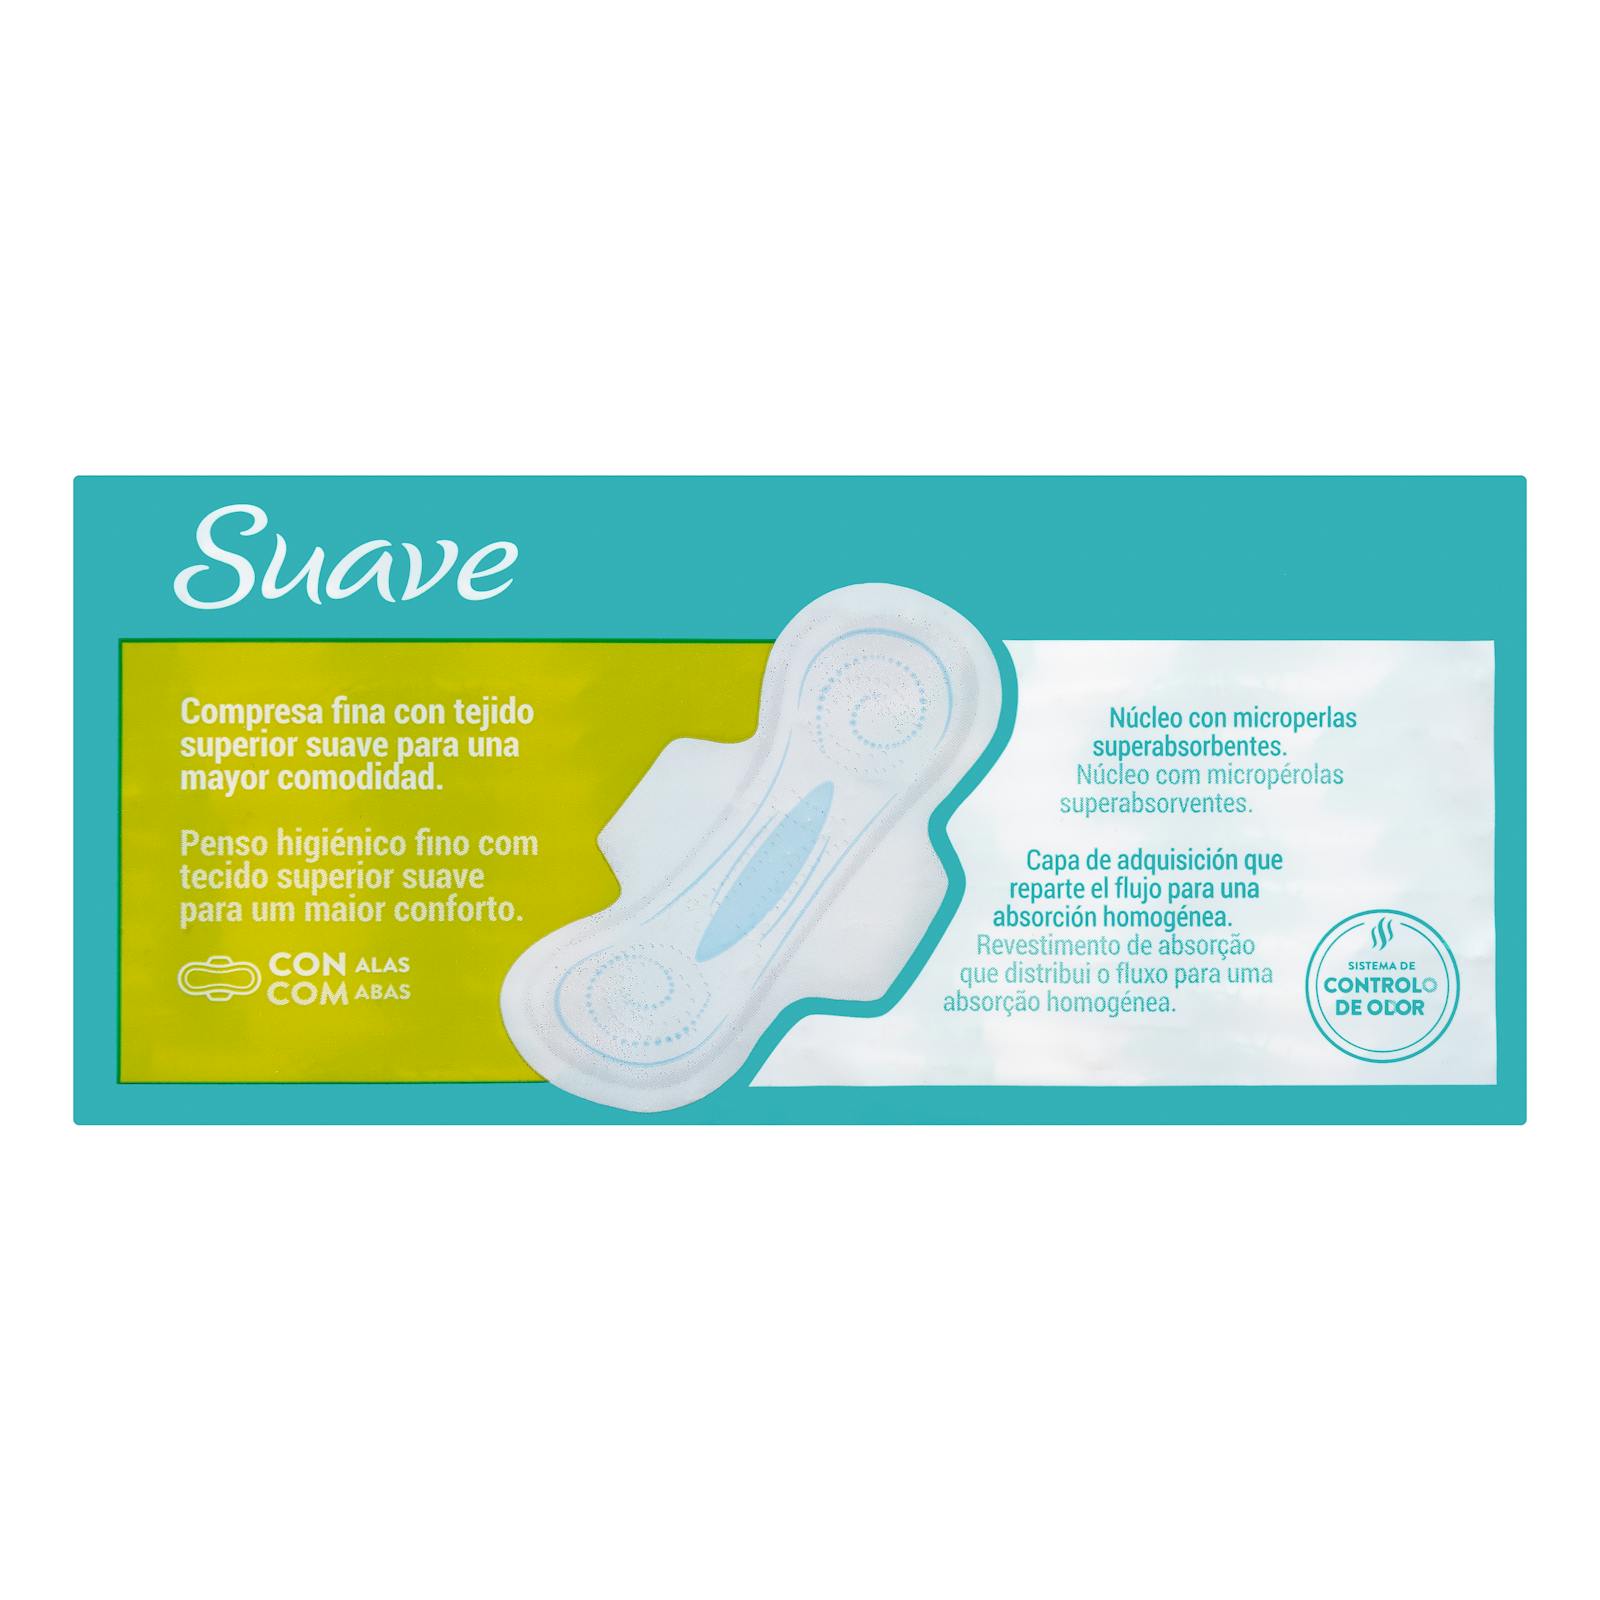 Suave
Compresa fina con tejido
superior suave para una
mayor comodidad.
Penso higiénico fino com
tecido superior suave
para um maior conforto.
CON ALAS
COM ABAS
Núcleo con microperlas
superabsorbentes.
Núcleo com micropérolas
superabsorventes.
Capa de adquisición que
reparte el flujo para una
absorción homogénea.
Revestimento de absorção
que distribui o fluxo para uma
absorção homogénea.
SISTEMA DE
CONTROLO
DE ODOR